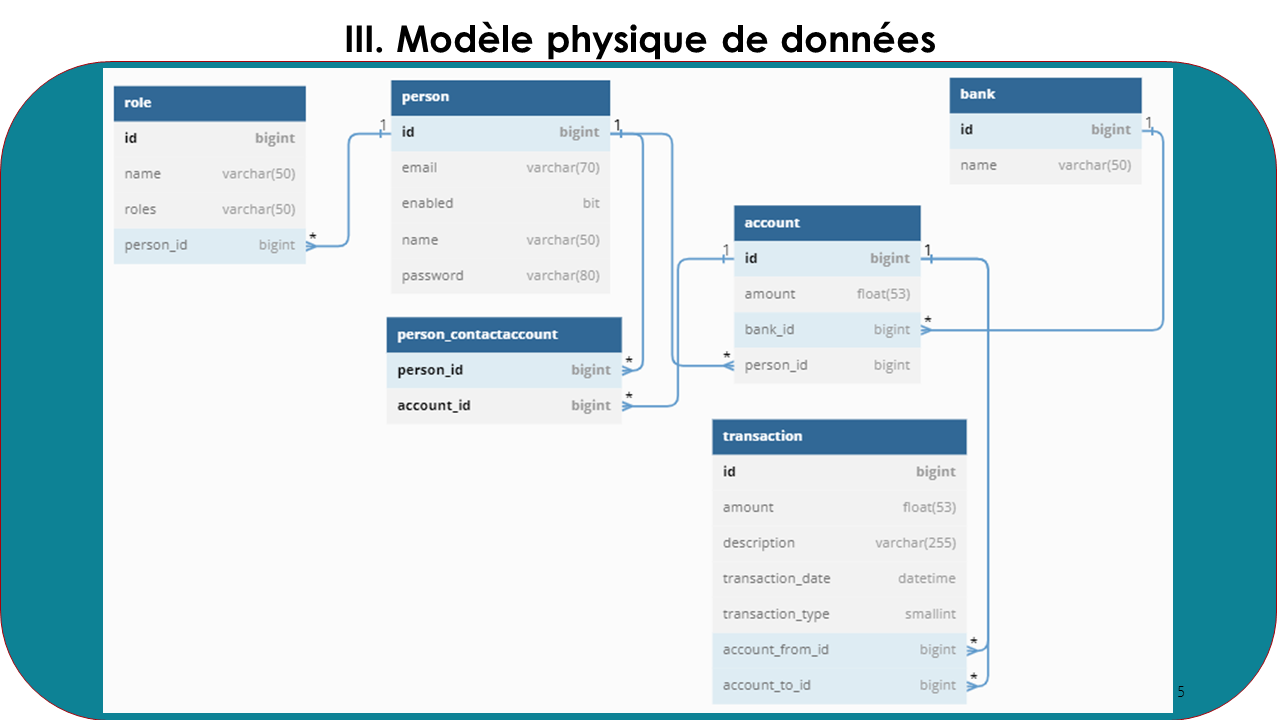 III. Modèle physique de données
role
id bigint
name varchar(50)
roles varchar(50)
person_id bigint
*
1
person
id bigint
email varchar(70)
enabled bit
name varchar(50)
password varchar(80)
1
person_contactaccount
person_id bigint
account_id bigint
*
*
bank
id bigint
name varchar(50)
1
account
id bigint
amount float(53)
bank_id bigint
person_id bigint
1
1
*
*
transaction
id bigint
amount float(53)
description varchar(255)
transaction_date datetime
transaction_type smallint
account_from_id bigint
account_to_id bigint
*
*
5